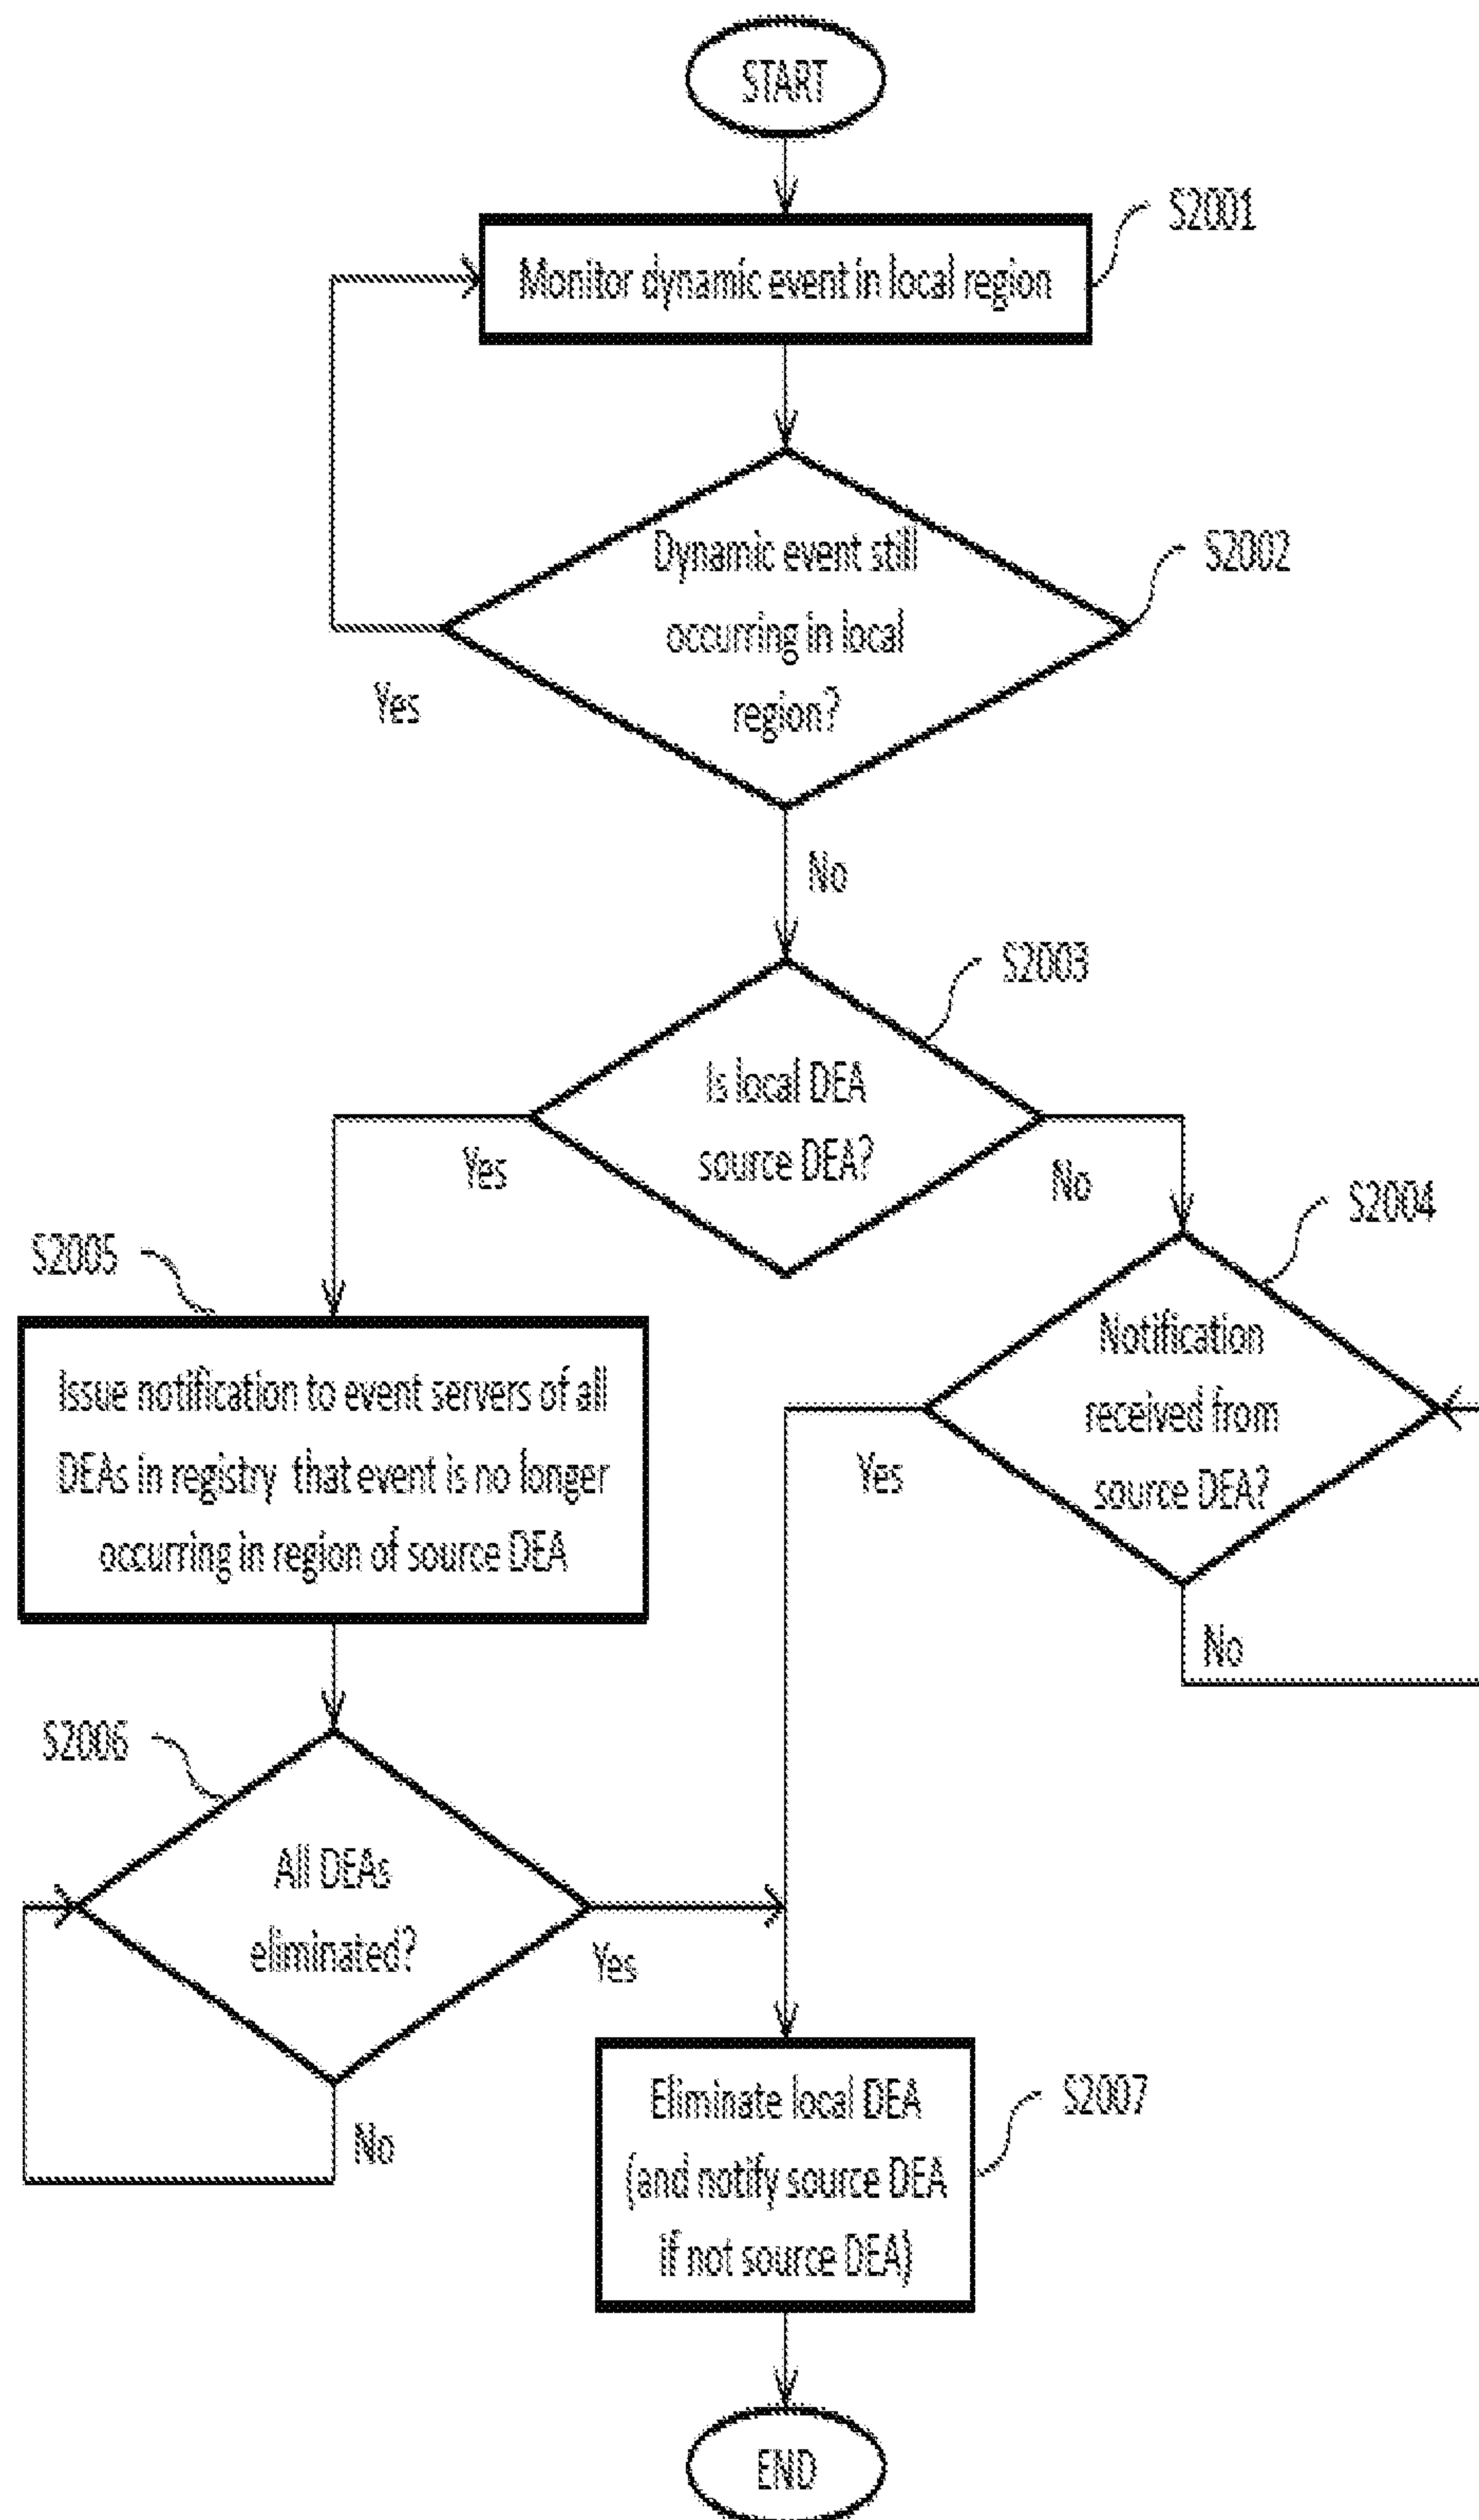 START
S2001
Monitor dynamic event in local region
S2002
Dynamic event still
occurring in local
region?
Yes
No
S2003
Is local DEA
source DEA?
Yes
No
S2004
S2005
Notification
received from
source DEA?
Issue notification to event servers of all
DEAs in registry that event is no longer
occurring in region of source DEA
Yes
No
S2006
All DEAs
eliminated?
Yes
No
Eliminate local DEA
(and notify source DEA
if not source DEA)
S2007
END